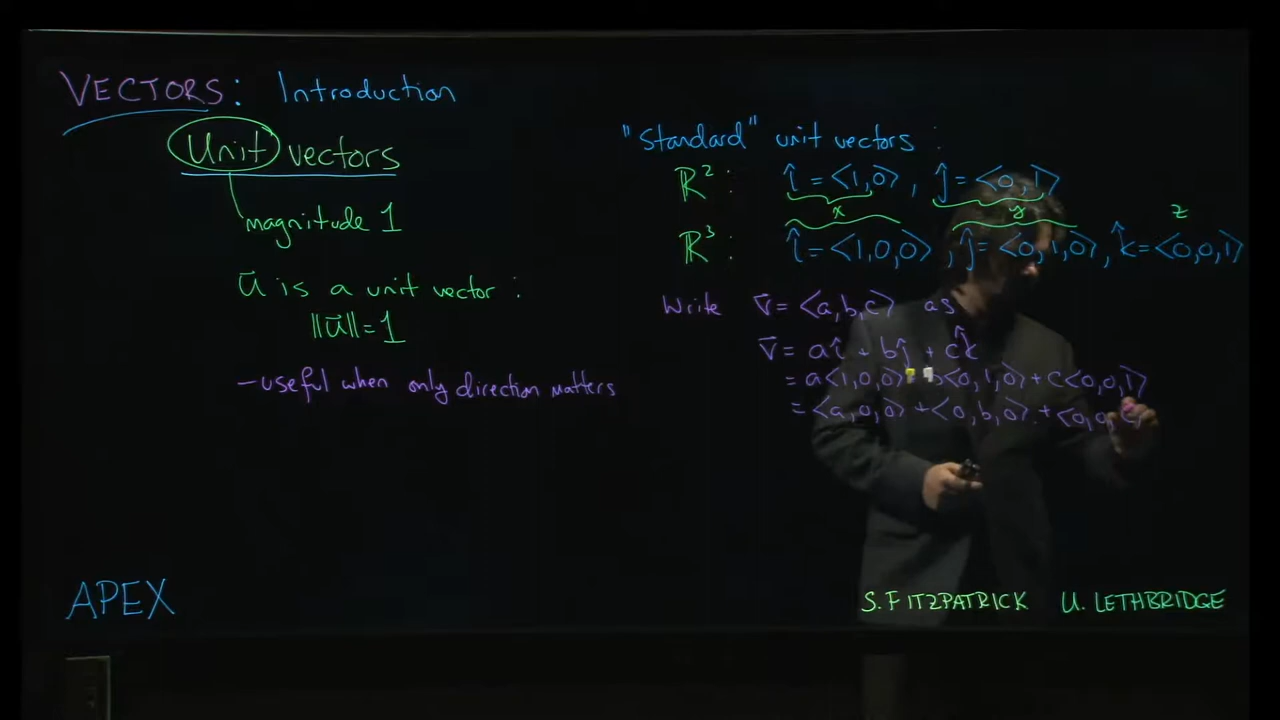 VECTORS: Introduction
Unit vectors
magnitude 1
ū is a unit vector :
‖ū‖ = 1
- useful when only direction matters
"Standard" unit vectors :
ℝ² : î = <1,0> , ĵ = <0,1>
x y z
ℝ³ : î = <1,0,0> , ĵ = <0,1,0>, k̂ = <0,0,1>
Write v⃗ = <a,b,c> as
v⃗ = aî + bĵ + ck̂
= a<1,0,0> + b<0,1,0> + c<0,0,1>
= <a,0,0> + <0,b,0> + <0,0,c
APEX
S. FITZPATRICK U. LETHBRIDGE